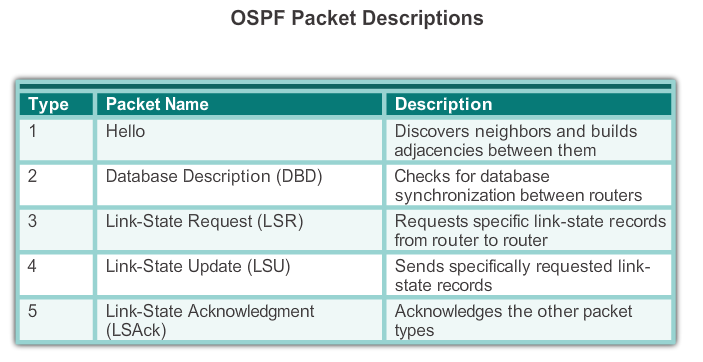 OSPF Packet Descriptions
Type Packet Name Description
1 Hello Discovers neighbors and builds
adjacencies between them
2 Database Description (DBD) Checks for database
synchronization between routers
3 Link-State Request (LSR) Requests specific link-state records
from router to router
4 Link-State Update (LSU) Sends specifically requested link-
state records
5 Link-State Acknowledgment Acknowledges the other packet
(LSAck) types